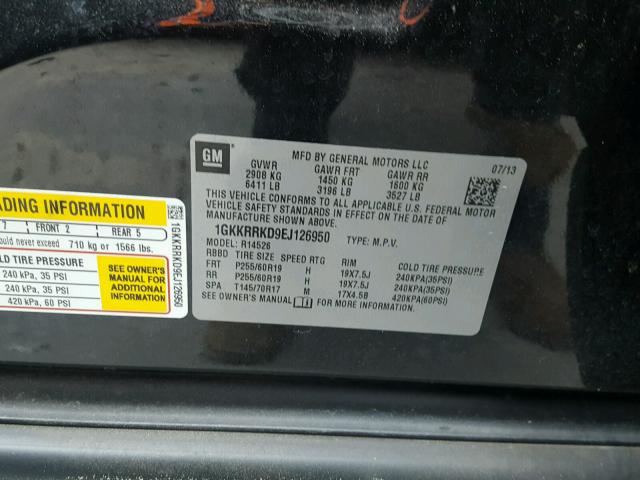 GM
MFD BY GENERAL MOTORS LLC
07/13
GVWR GAWR FRT GAWR RR
2908 KG 1450 KG 1600 KG
6411 LB 3196 LB 3527 LB
THIS VEHICLE CONFORMS TO ALL APPLICABLE U.S. FEDERAL MOTOR
VEHICLE SAFETY STANDARDS IN EFFECT ON THE DATE OF
MANUFACTURE SHOWN ABOVE.
1GKKRRKD9EJ126950 TYPE: M.P.V.
MODEL: R14526
RBBD TIRE SIZE SPEED RTG RIM COLD TIRE PRESSURE
FRT P255/60R19 H 19X7.5J 240KPA(35PSI)
RR P255/60R19 H 19X7.5J 240KPA(35PSI)
SPA T145/70R17 M 17X4.5B 420KPA(60PSI)
SEE OWNER'S MANUAL FOR MORE INFORMATION.
ADING INFORMATION
7 FRONT 2 REAR 5
ould never exceed 710 kg or 1566 lbs.
COLD TIRE PRESSURE
240 kPa, 35 PSI
240 kPa, 35 PSI
420 kPa, 60 PSI
SEE OWNER'S
MANUAL FOR
ADDITIONAL
INFORMATION
1GKKRRKD9EJ126950